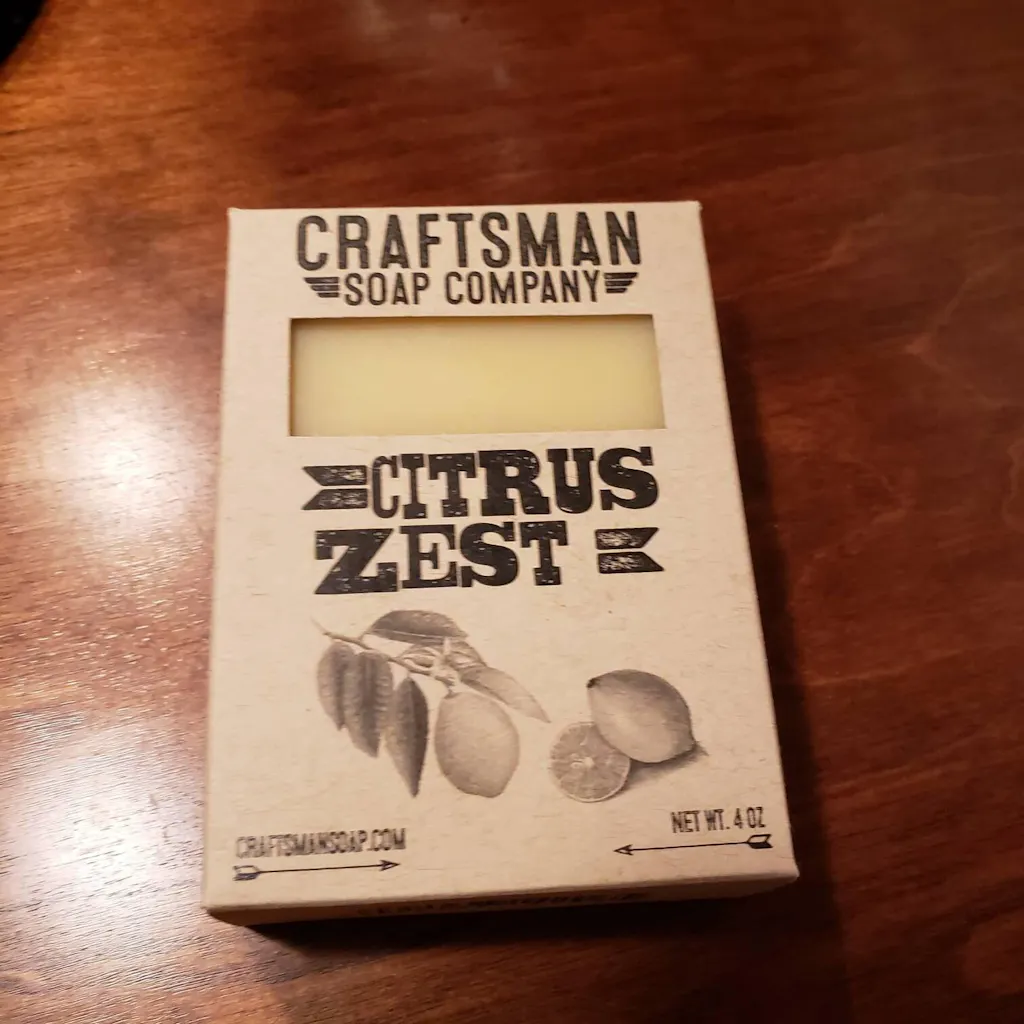 CRAFTSMAN
SOAP COMPANY
CITRUS
ZEST
CRAFTSMANSOAP.COM
NET WT. 4 OZ